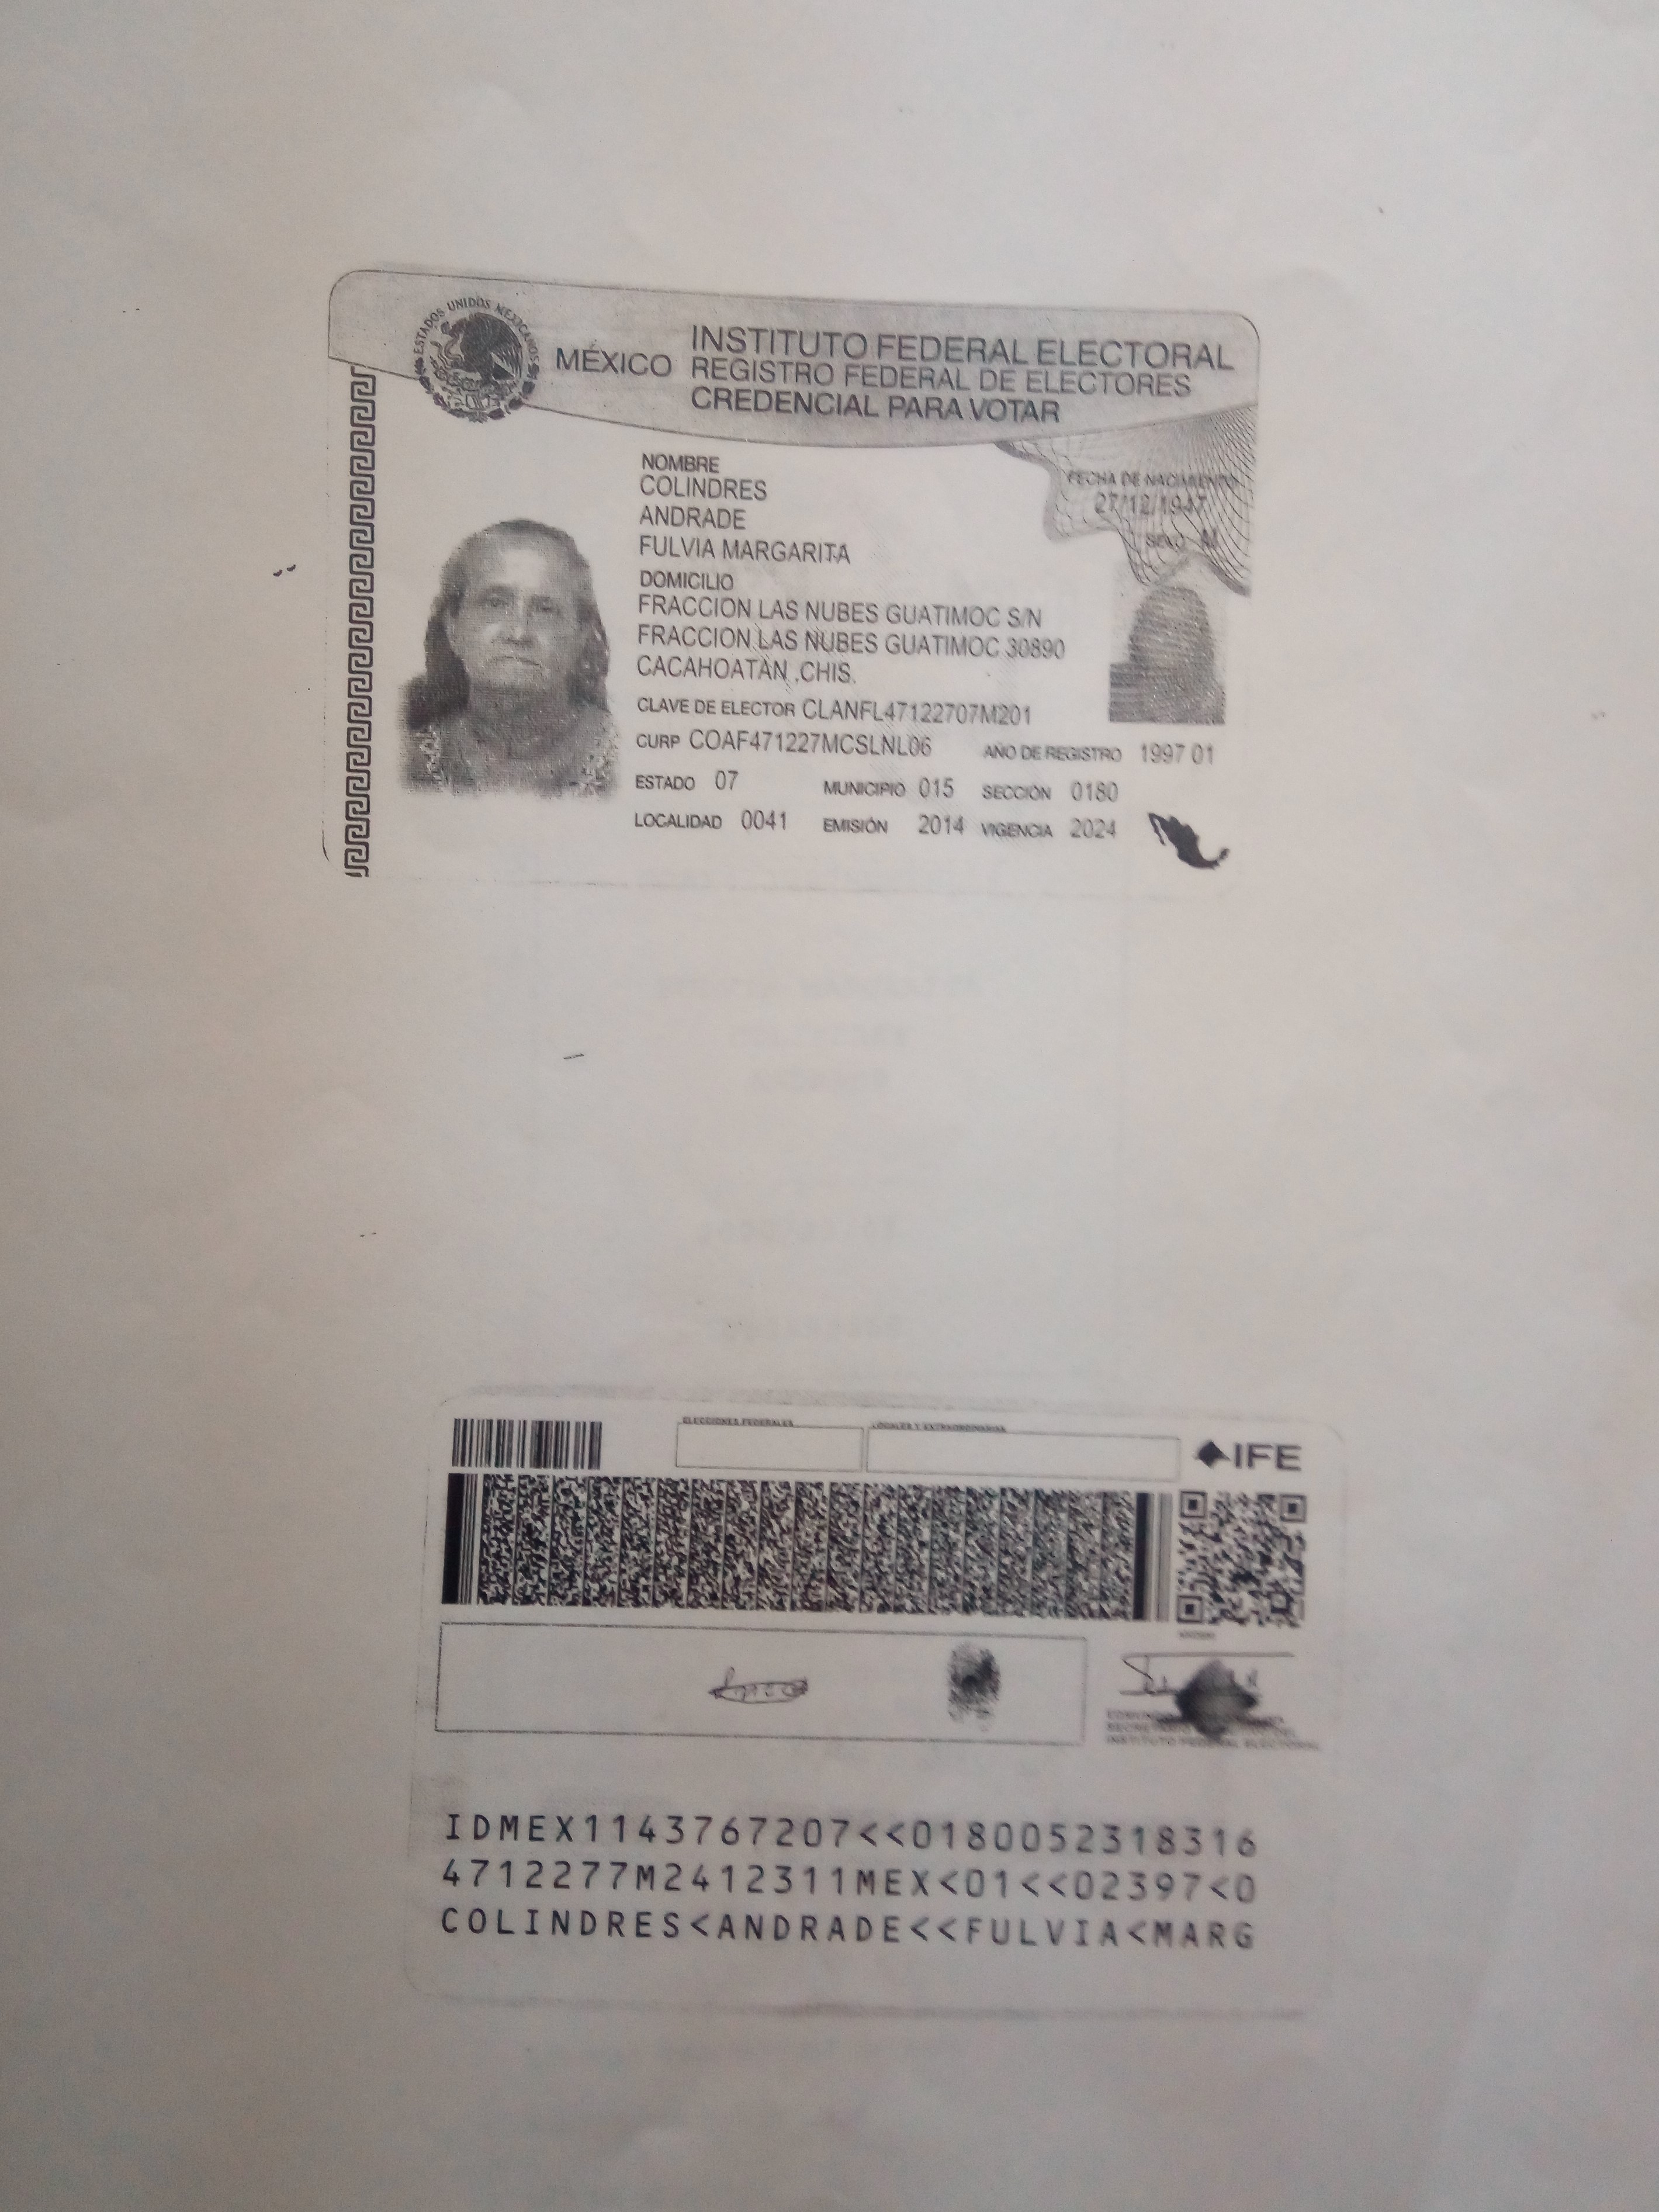 ESTADOS UNIDOS MEXICANOS
MÉXICO
INSTITUTO FEDERAL ELECTORAL
REGISTRO FEDERAL DE ELECTORES
CREDENCIAL PARA VOTAR
NOMBRE
COLINDRES
ANDRADE
FULVIA MARGARITA
FECHA DE NACIMIENTO
27/12/1947
SEXO M
DOMICILIO
FRACCION LAS NUBES GUATIMOC S/N
FRACCION LAS NUBES GUATIMOC 30890
CACAHOATAN ,CHIS.
CLAVE DE ELECTOR CLANFL47122707M201
CURP COAF471227MCSLNL06 AÑO DE REGISTRO 1997 01
ESTADO 07 MUNICIPIO 015 SECCIÓN 0180
LOCALIDAD 0041 EMISIÓN 2014 VIGENCIA 2024
ELECCIONES FEDERALES LOCALES Y EXTRAORDINARIAS
IFE
INSTITUTO FEDERAL ELECTORAL
IDMEX1143767207<<0180052318316
4712277M2412311MEX<01<<02397<0
COLINDRES<ANDRADE<<FULVIA<MARG